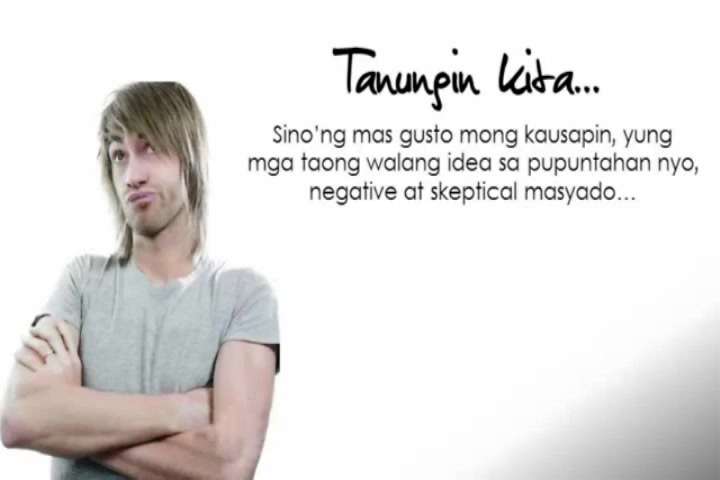 Tanungin kita...
Sino'ng mas gusto mong kausapin, yung
mga taong walang idea sa pupuntahan nyo,
negative at skeptical masyado...